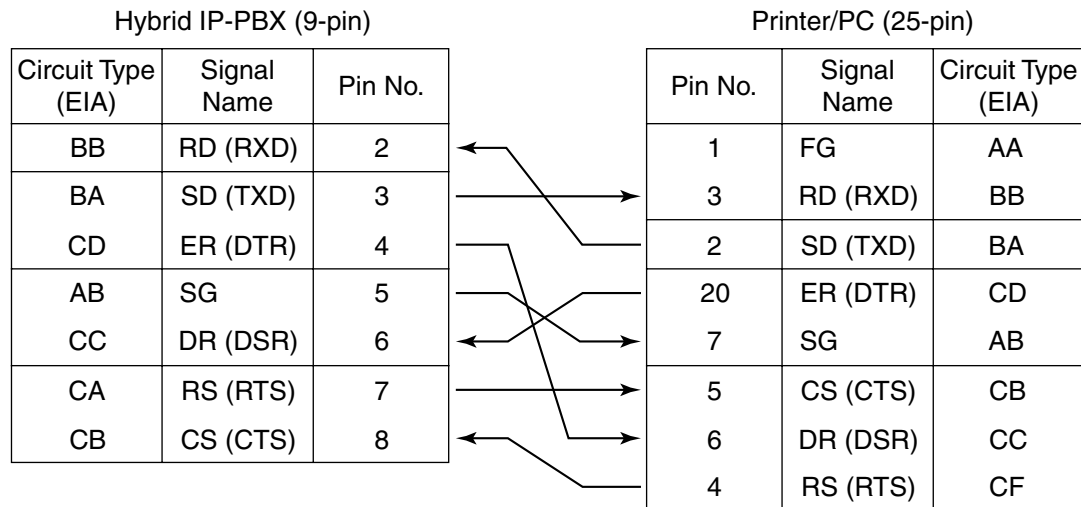 Hybrid IP-PBX (9-pin)
Circuit Type (EIA) Signal Name Pin No.
BB RD (RXD) 2
BA SD (TXD) 3
CD ER (DTR) 4
AB SG 5
CC DR (DSR) 6
CA RS (RTS) 7
CB CS (CTS) 8
Printer/PC (25-pin)
Pin No. Signal Name Circuit Type (EIA)
1 FG AA
3 RD (RXD) BB
2 SD (TXD) BA
20 ER (DTR) CD
7 SG AB
5 CS (CTS) CB
6 DR (DSR) CC
4 RS (RTS) CF